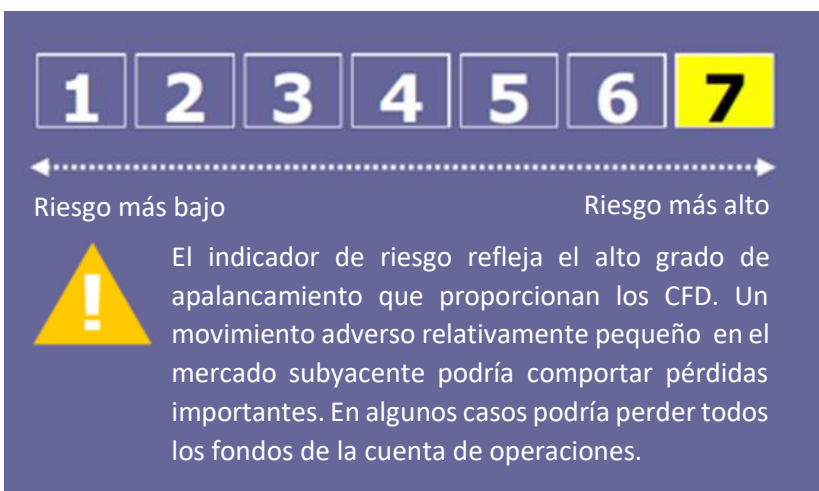 1 2 3 4 5 6 7
Riesgo más bajo Riesgo más alto
!
El indicador de riesgo refleja el alto grado de
apalancamiento que proporcionan los CFD. Un
movimiento adverso relativamente pequeño en el
mercado subyacente podría comportar pérdidas
importantes. En algunos casos podría perder todos
los fondos de la cuenta de operaciones.